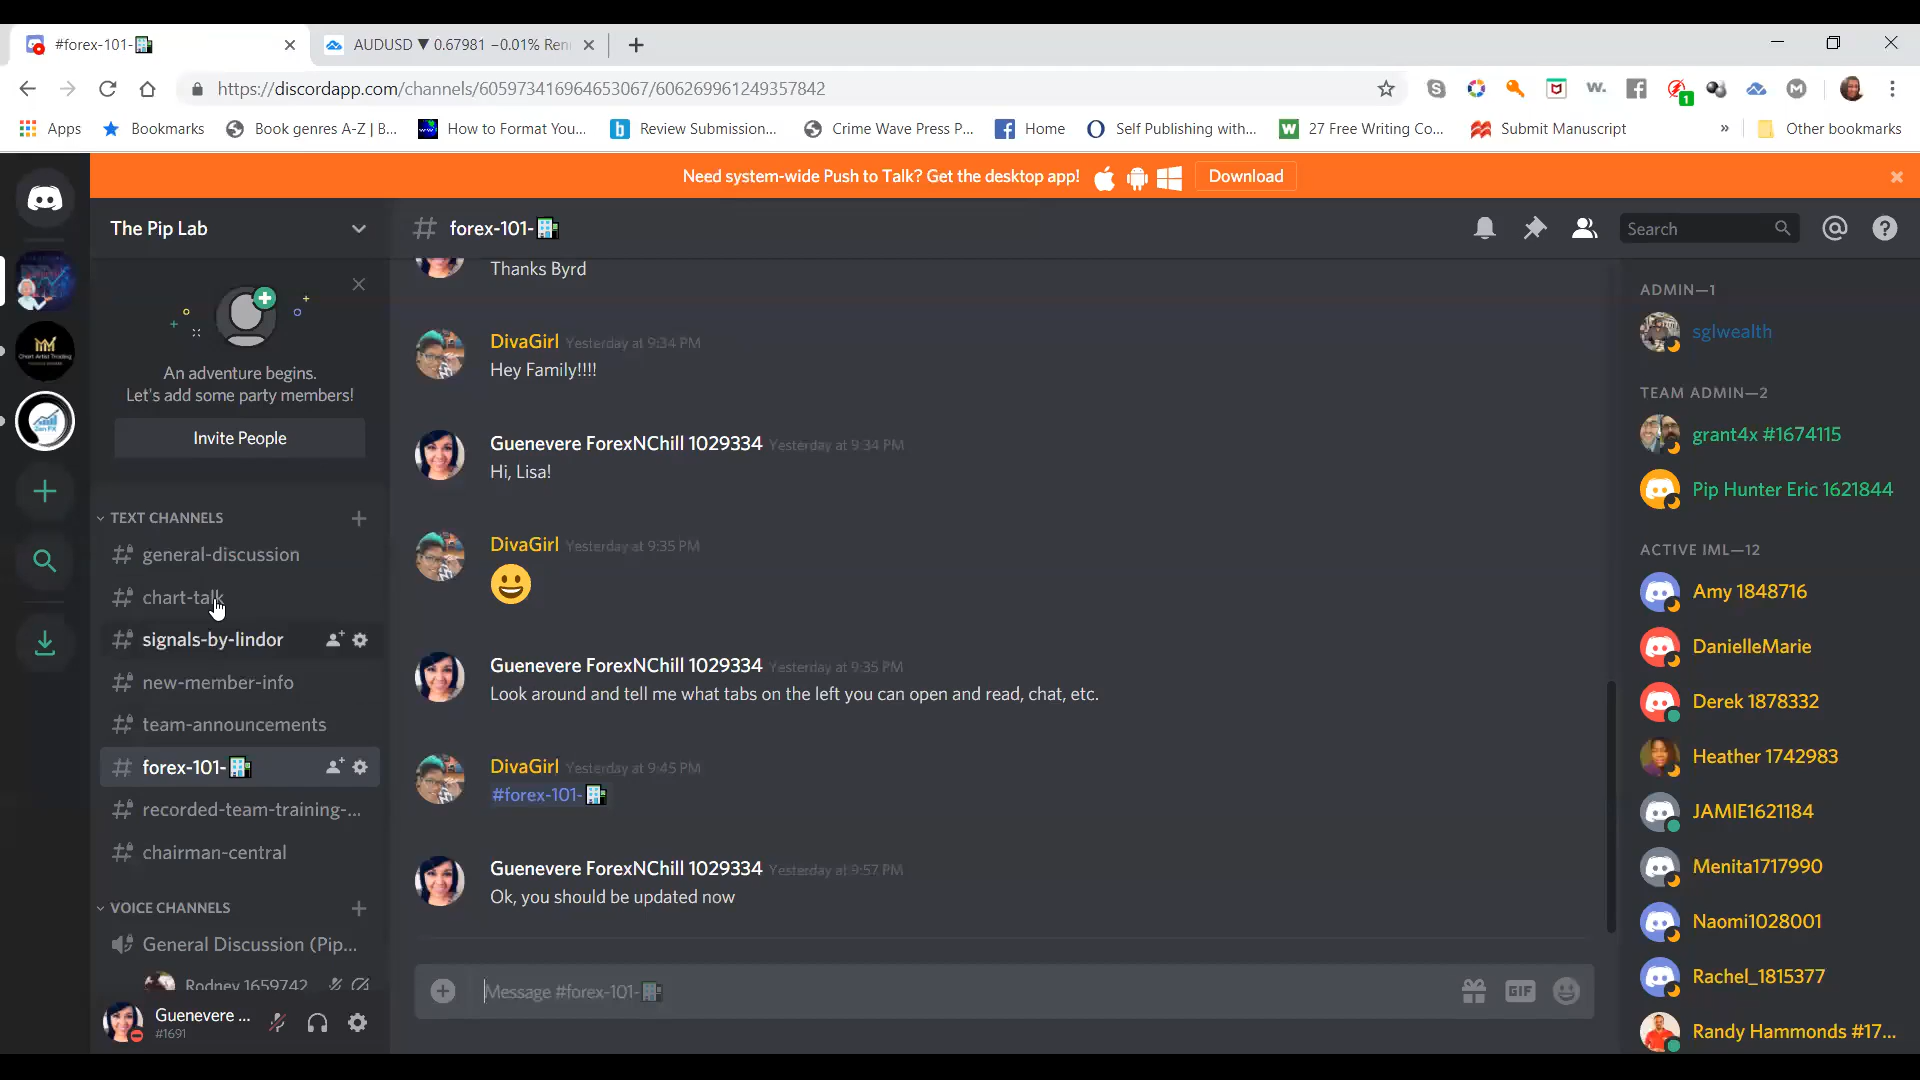 #forex-101-🏢
AUDUSD ▼ 0.67981 −0.01% Ren
https://discordapp.com/channels/605973416964653067/606269961249357842
1
Apps
Bookmarks
Book genres A-Z | B...
How to Format You...
Review Submission...
Crime Wave Press P...
Home
Self Publishing with...
27 Free Writing Co...
Submit Manuscript
»
Other bookmarks
Need system-wide Push to Talk? Get the desktop app!
Download
The Pip Lab
# forex-101-🏢
Search
An adventure begins.
Let's add some party members!
Invite People
TEXT CHANNELS
general-discussion
chart-talk
signals-by-lindor
new-member-info
team-announcements
forex-101-🏢
recorded-team-training-...
chairman-central
VOICE CHANNELS
General Discussion (Pip...
Rodney 1659742
Guenevere ...
#1691
Thanks Byrd
DivaGirl Yesterday at 9:34 PM
Hey Family!!!!
Guenevere ForexNChill 1029334 Yesterday at 9:34 PM
Hi, Lisa!
DivaGirl Yesterday at 9:35 PM
😀
Guenevere ForexNChill 1029334 Yesterday at 9:35 PM
Look around and tell me what tabs on the left you can open and read, chat, etc.
DivaGirl Yesterday at 9:45 PM
#forex-101-🏢
Guenevere ForexNChill 1029334 Yesterday at 9:57 PM
Ok, you should be updated now
Message #forex-101-🏢
GIF
ADMIN—1
sglwealth
TEAM ADMIN—2
grant4x #1674115
Pip Hunter Eric 1621844
ACTIVE IML—12
Amy 1848716
DanielleMarie
Derek 1878332
Heather 1742983
JAMIE1621184
Menita1717990
Naomi1028001
Rachel_1815377
Randy Hammonds #17...